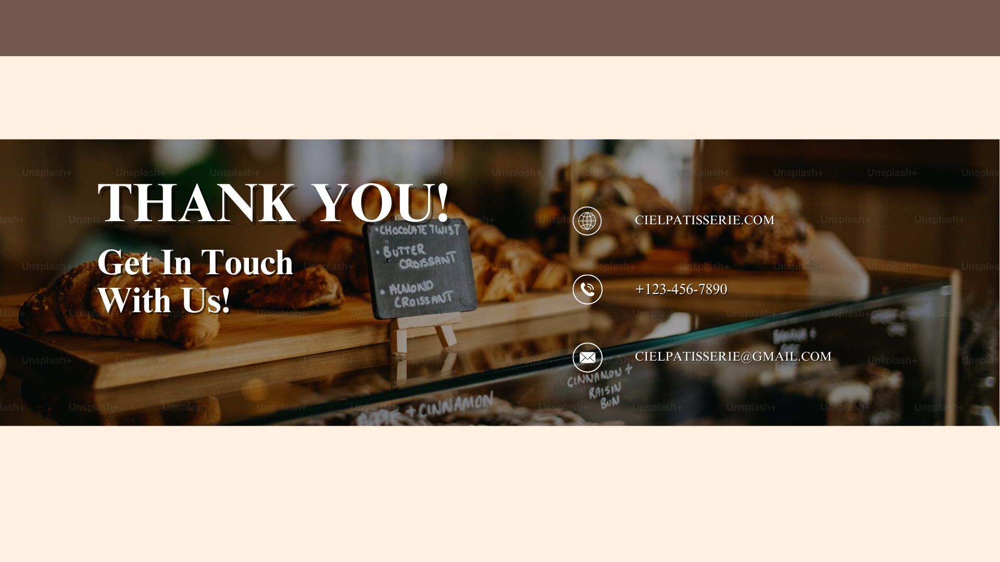 THANK YOU!
Get In Touch
With Us!
CHOCOLATE TWIST
BUTTER
CROISSANT
ALMOND
CROISSANT
CIELPATISSERIE.COM
+123-456-7890
CIELPATISSERIE@GMAIL.COM
CINNAMON +
RAISIN
BUN
APPLE + CINNAMON
Unsplash+